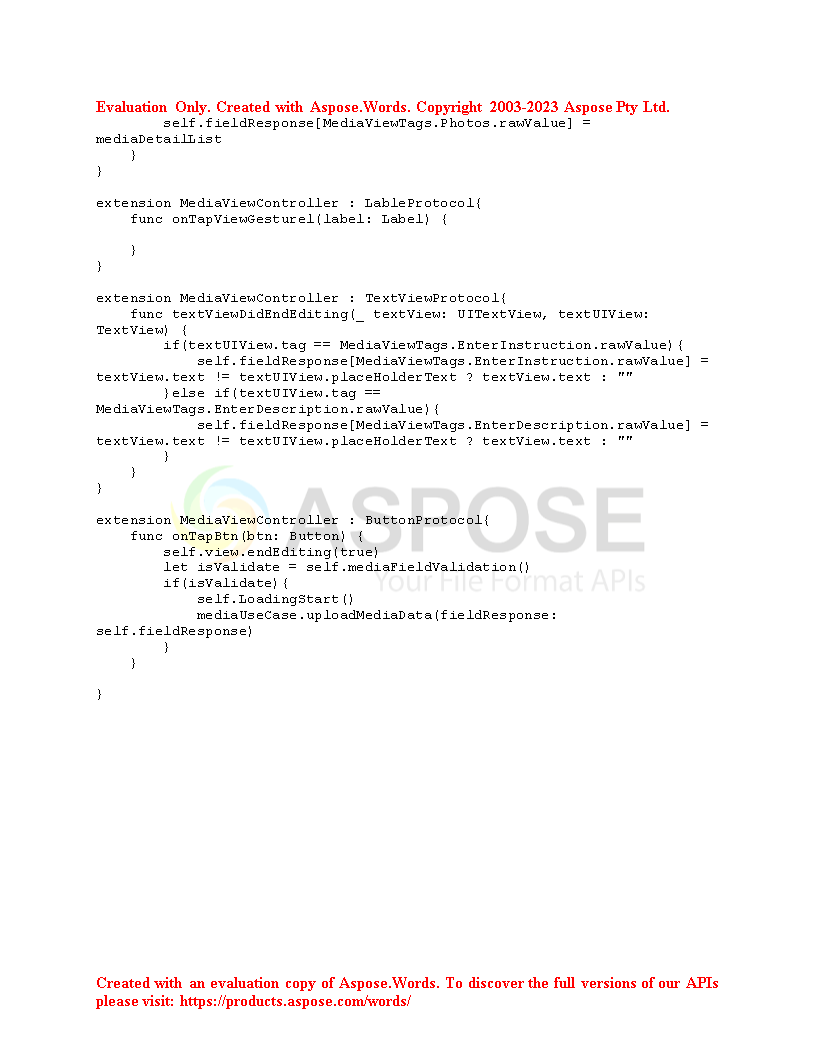 Evaluation Only. Created with Aspose.Words. Copyright 2003-2023 Aspose Pty Ltd.
        self.fieldResponse[MediaViewTags.Photos.rawValue] =
mediaDetailList
    }
}

extension MediaViewController : LableProtocol{
    func onTapViewGesturel(label: Label) {

    }
}

extension MediaViewController : TextViewProtocol{
    func textViewDidEndEditing(_ textView: UITextView, textUIView:
TextView) {
        if(textUIView.tag == MediaViewTags.EnterInstruction.rawValue){
            self.fieldResponse[MediaViewTags.EnterInstruction.rawValue] =
textView.text != textUIView.placeHolderText ? textView.text : ""
        }else if(textUIView.tag ==
MediaViewTags.EnterDescription.rawValue){
            self.fieldResponse[MediaViewTags.EnterDescription.rawValue] =
textView.text != textUIView.placeHolderText ? textView.text : ""
        }
    }
}

extension MediaViewController : ButtonProtocol{
    func onTapBtn(btn: Button) {
        self.view.endEditing(true)
        let isValidate = self.mediaFieldValidation()
        if(isValidate){
            self.LoadingStart()
            mediaUseCase.uploadMediaData(fieldResponse:
self.fieldResponse)
        }
    }

}
ASPOSE
Your File Format APIs
Created with an evaluation copy of Aspose.Words. To discover the full versions of our APIs
please visit: https://products.aspose.com/words/